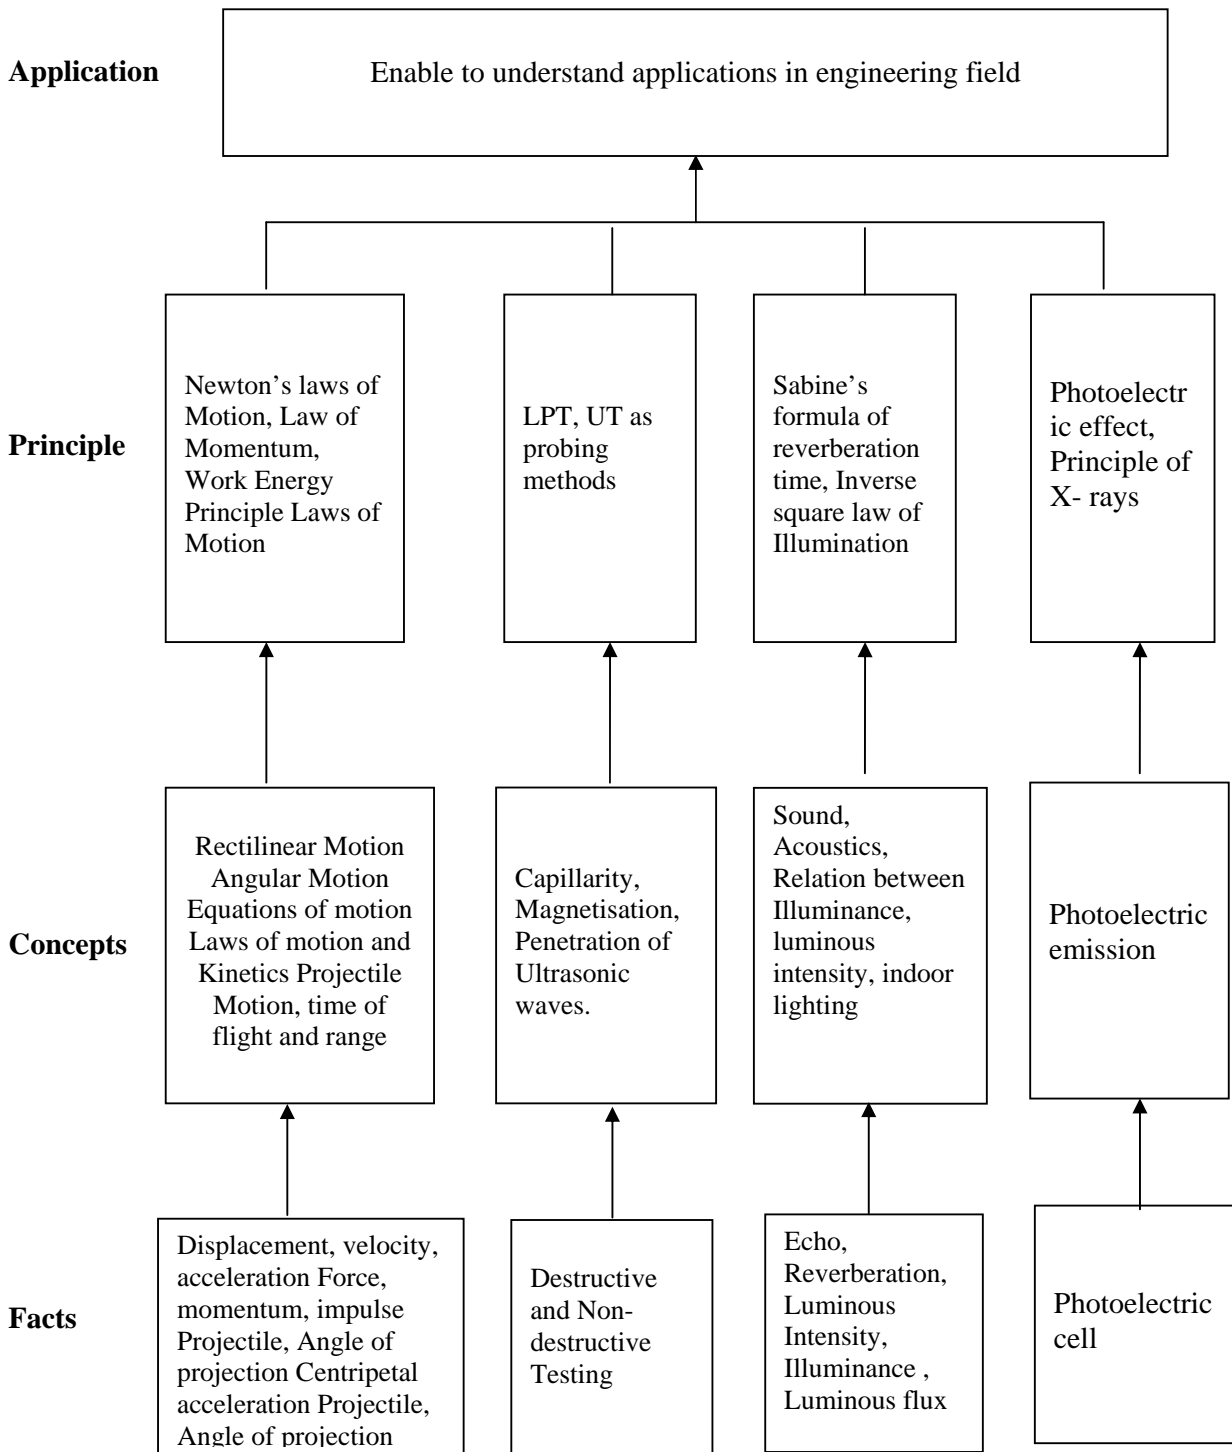 Application
Enable to understand applications in engineering field
Principle
Newton’s laws of
Motion, Law of
Momentum,
Work Energy
Principle Laws of
Motion
LPT, UT as
probing
methods
Sabine’s
formula of
reverberation
time, Inverse
square law of
Illumination
Photoelectr
ic effect,
Principle of
X- rays
Concepts
Rectilinear Motion
Angular Motion
Equations of motion
Laws of motion and
Kinetics Projectile
Motion, time of
flight and range
Capillarity,
Magnetisation,
Penetration of
Ultrasonic
waves.
Sound,
Acoustics,
Relation between
Illuminance,
luminous
intensity, indoor
lighting
Photoelectric
emission
Facts
Displacement, velocity,
acceleration Force,
momentum, impulse
Projectile, Angle of
projection Centripetal
acceleration Projectile,
Angle of projection
Destructive
and Non-
destructive
Testing
Echo,
Reverberation,
Luminous
Intensity,
Illuminance ,
Luminous flux
Photoelectric
cell